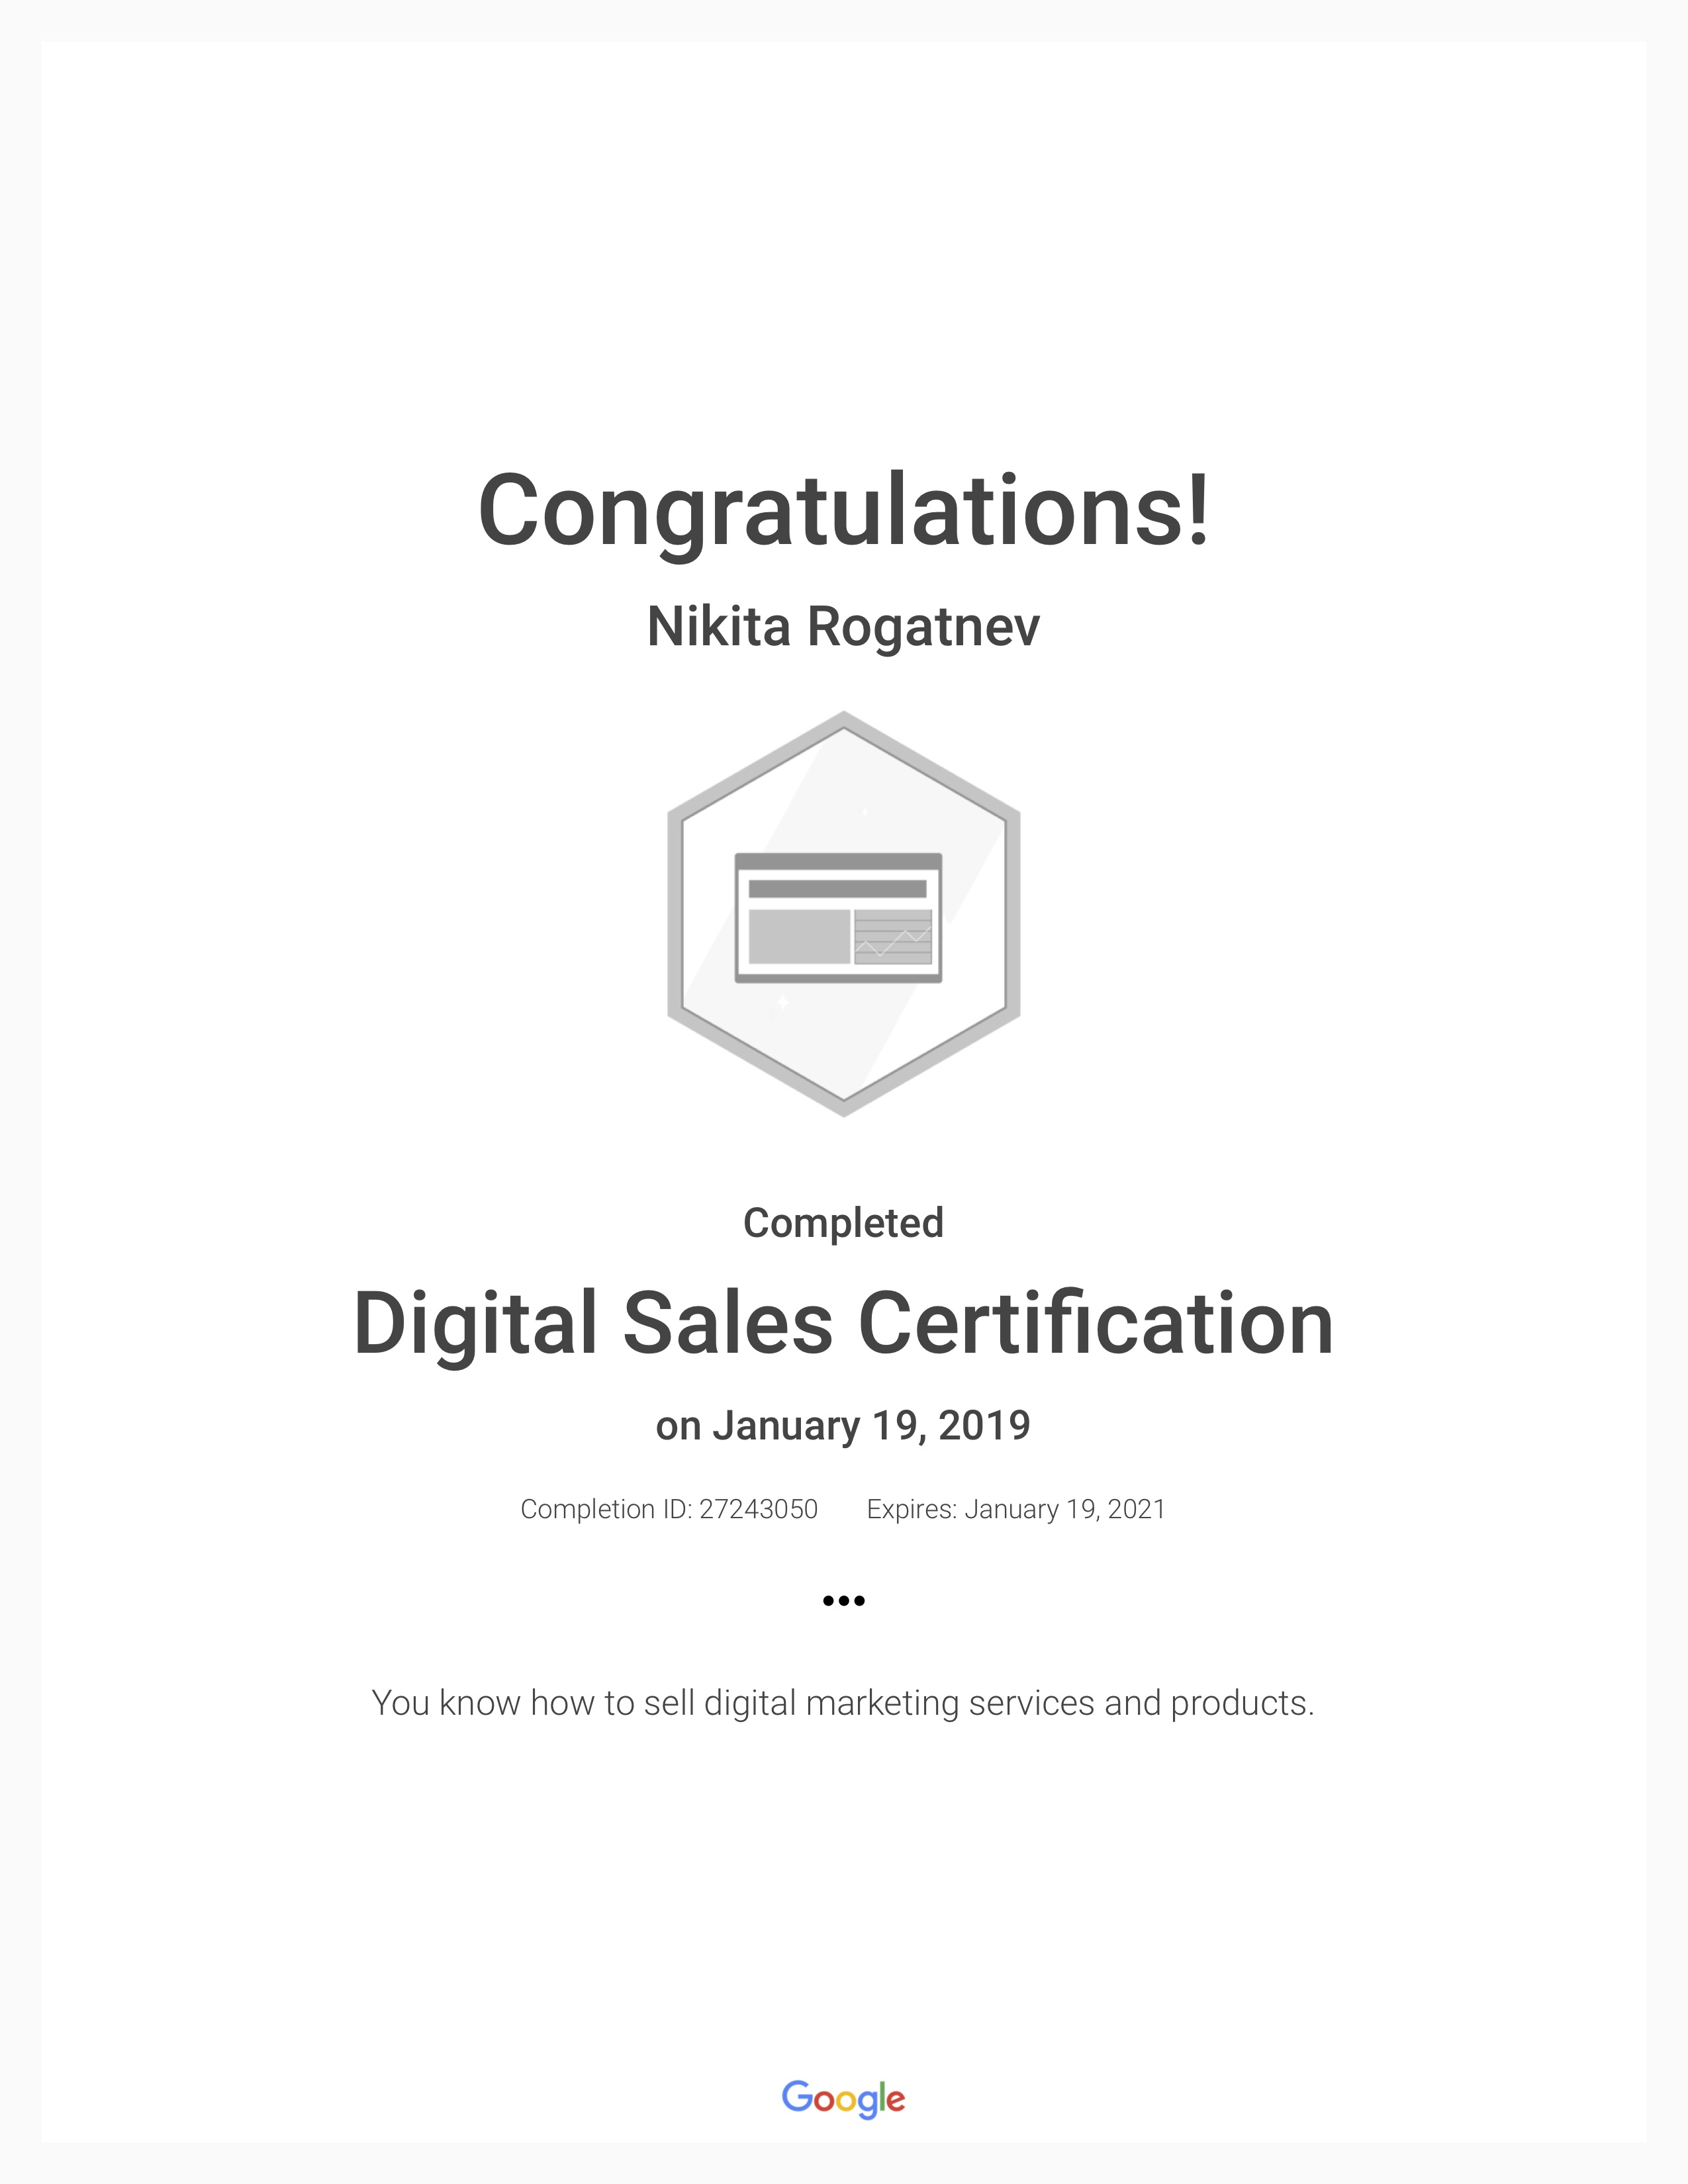 Congratulations!
Nikita Rogatnev
Completed
Digital Sales Certification
on January 19, 2019
Completion ID: 27243050 Expires: January 19, 2021
•••
You know how to sell digital marketing services and products.
Google